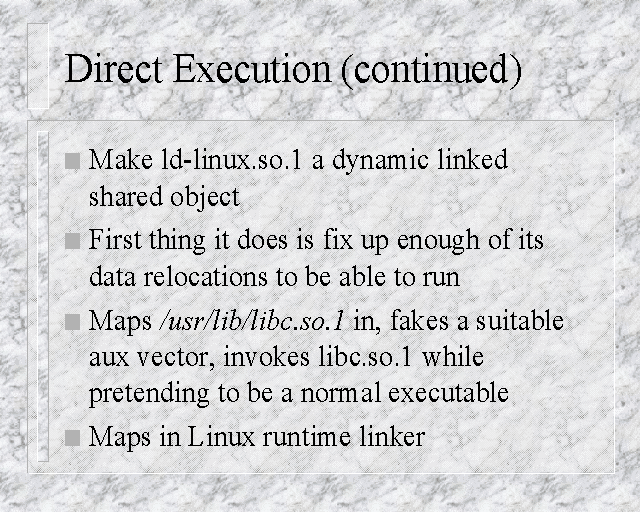 Direct Execution (continued)
Make ld-linux.so.1 a dynamic linked
shared object
First thing it does is fix up enough of its
data relocations to be able to run
Maps /usr/lib/libc.so.1 in, fakes a suitable
aux vector, invokes libc.so.1 while
pretending to be a normal executable
Maps in Linux runtime linker